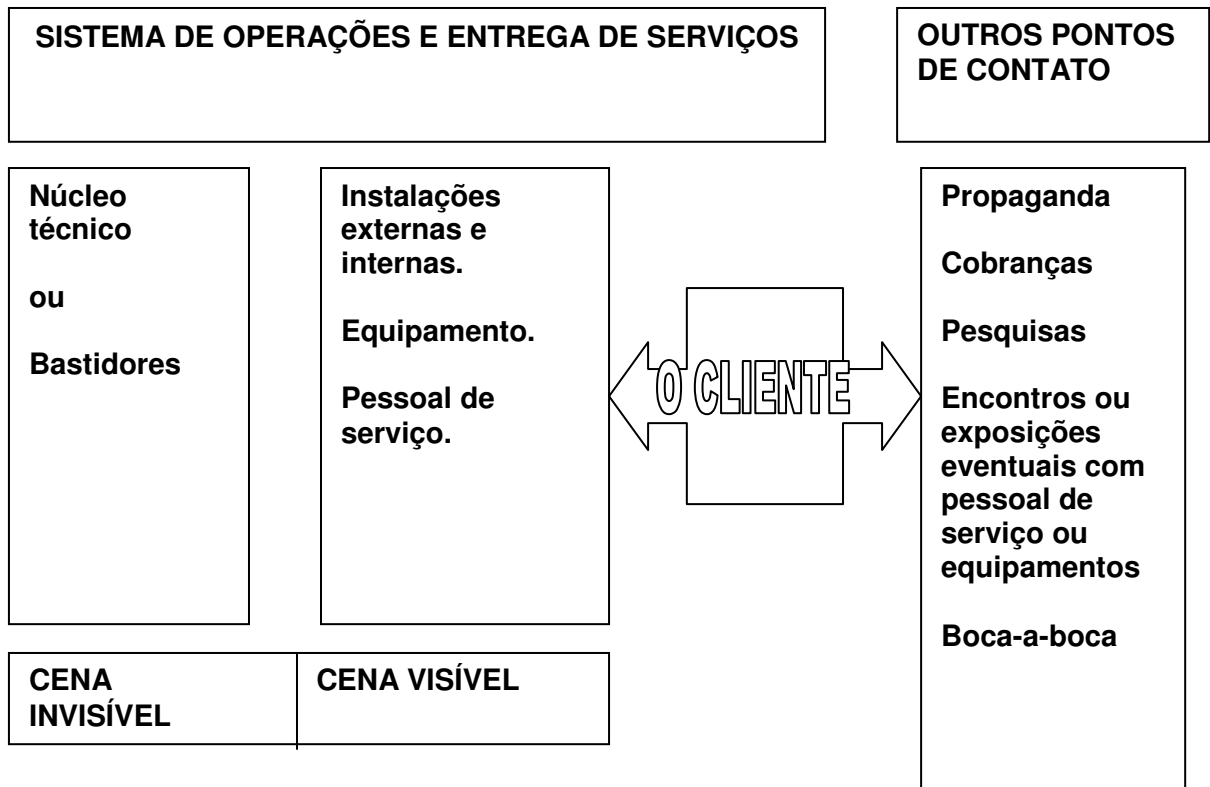 SISTEMA DE OPERAÇÕES E ENTREGA DE SERVIÇOS
OUTROS PONTOS
DE CONTATO
Núcleo
técnico
ou
Bastidores
Instalações
externas e
internas.
Equipamento.
Pessoal de
serviço.
O CLIENTE
Propaganda
Cobranças
Pesquisas
Encontros ou
exposições
eventuais com
pessoal de
serviço ou
equipamentos
Boca-a-boca
CENA
INVISÍVEL
CENA VISÍVEL